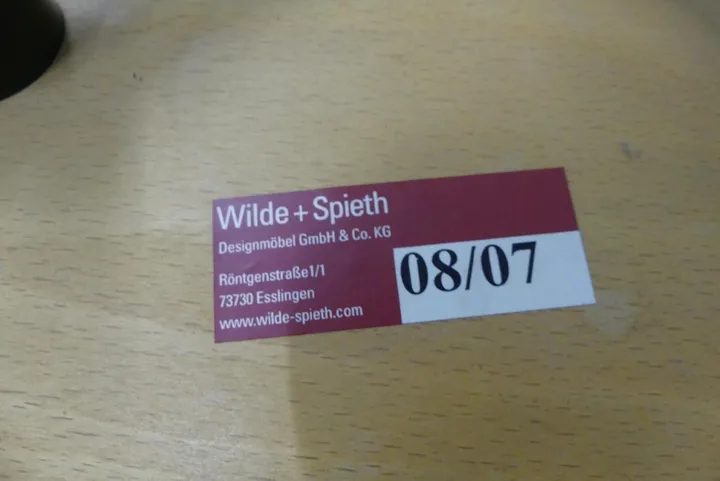 Wilde + Spieth
Designmöbel GmbH & Co. KG
Röntgenstraße1/1
73730 Esslingen
www.wilde-spieth.com
08/07